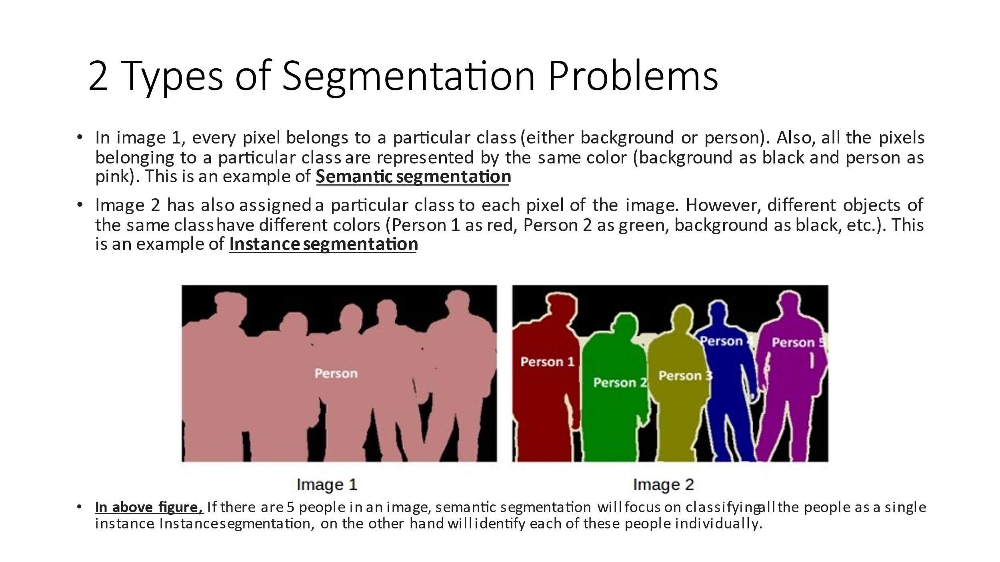 2 Types of Segmentation Problems
• In image 1, every pixel belongs to a particular class (either background or person). Also, all the pixels
belonging to a particular class are represented by the same color (background as black and person as
pink). This is an example of Semantic segmentation
• Image 2 has also assigned a particular class to each pixel of the image. However, different objects of
the same class have different colors (Person 1 as red, Person 2 as green, background as black, etc.). This
is an example of Instance segmentation
Person
Person 1
Person 2
Person 3
Person 4
Person 5
Image 1
Image 2
• In above figure, If there are 5 people in an image, semantic segmentation will focus on classifying all the people as a single
instance. Instance segmentation, on the other hand will identify each of these people individually.